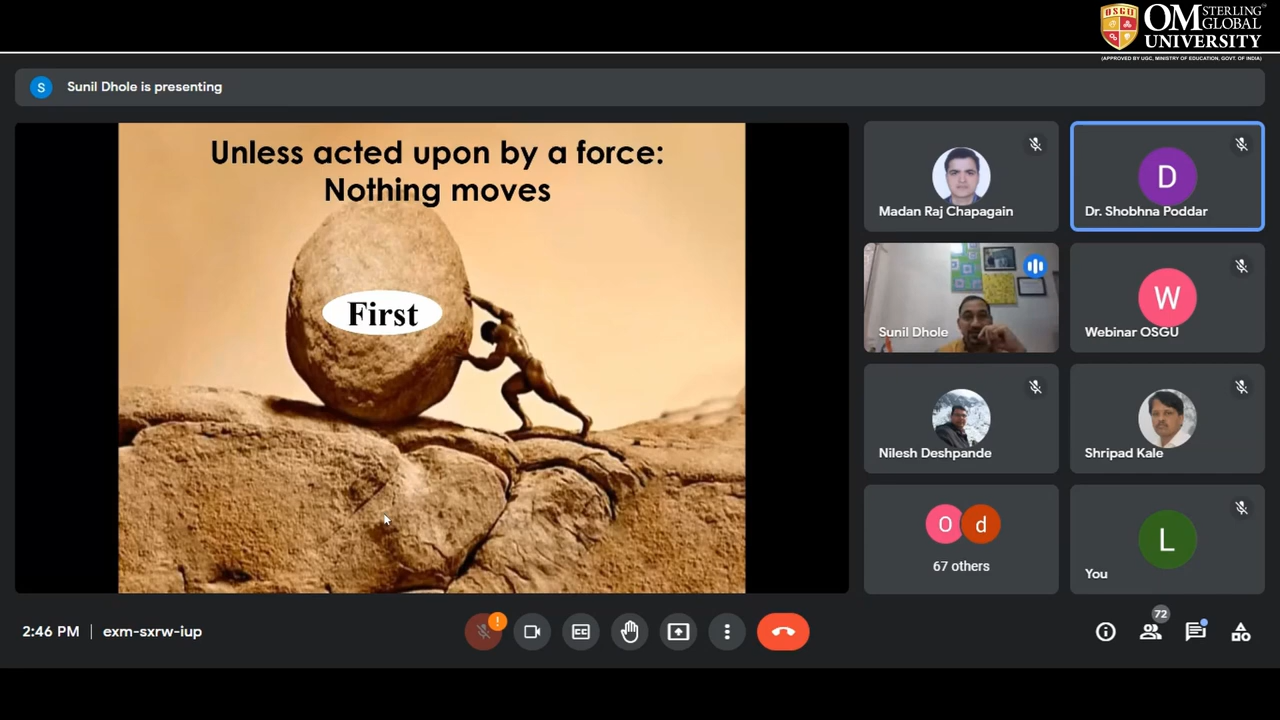 OSGU
OM STERLING GLOBAL UNIVERSITY
(APPROVED BY UGC, MINISTRY OF EDUCATION, GOVT. OF INDIA)
S
Sunil Dhole is presenting
Unless acted upon by a force:
Nothing moves
First
Madan Raj Chapagain
D
Dr. Shobhna Poddar
Sunil Dhole
W
Webinar OSGU
Nilesh Deshpande
Shripad Kale
O d
67 others
L
You
2:46 PM | exm-sxrw-iup
!
CC
72